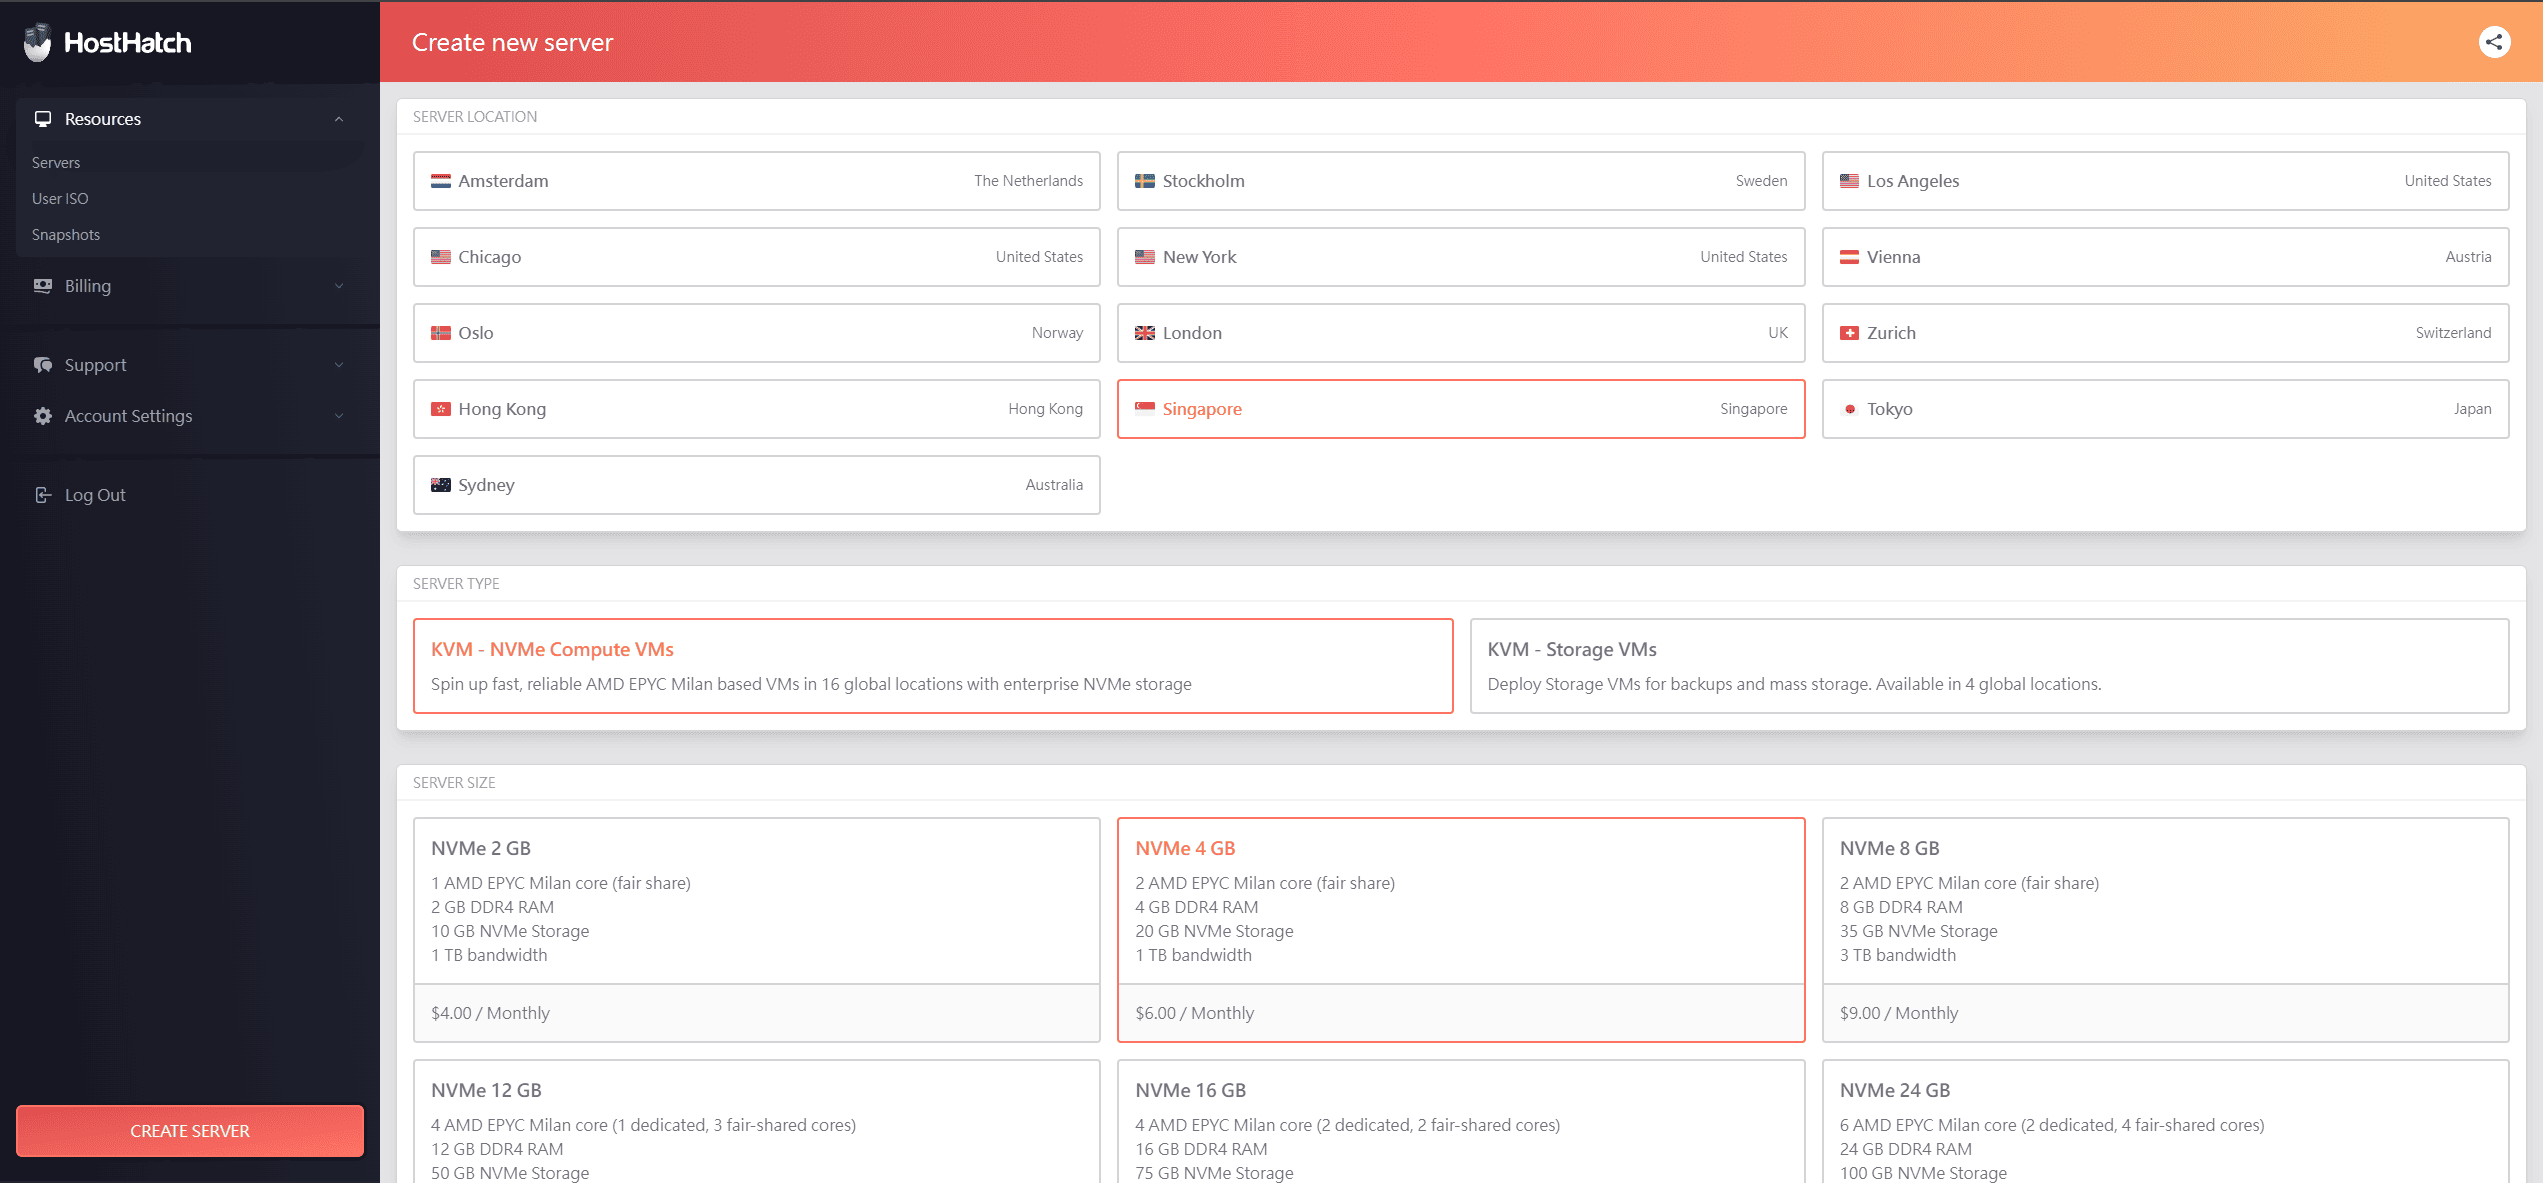 HostHatch
Create new server
Resources
Servers
User ISO
Snapshots
Billing
Support
Account Settings
Log Out
CREATE SERVER
SERVER LOCATION
Amsterdam The Netherlands
Stockholm Sweden
Los Angeles United States
Chicago United States
New York United States
Vienna Austria
Oslo Norway
London UK
Zurich Switzerland
Hong Kong Hong Kong
Singapore Singapore
Tokyo Japan
Sydney Australia
SERVER TYPE
KVM - NVMe Compute VMs
Spin up fast, reliable AMD EPYC Milan based VMs in 16 global locations with enterprise NVMe storage
KVM - Storage VMs
Deploy Storage VMs for backups and mass storage. Available in 4 global locations.
SERVER SIZE
NVMe 2 GB
1 AMD EPYC Milan core (fair share)
2 GB DDR4 RAM
10 GB NVMe Storage
1 TB bandwidth
$4.00 / Monthly
NVMe 4 GB
2 AMD EPYC Milan core (fair share)
4 GB DDR4 RAM
20 GB NVMe Storage
1 TB bandwidth
$6.00 / Monthly
NVMe 8 GB
2 AMD EPYC Milan core (fair share)
8 GB DDR4 RAM
35 GB NVMe Storage
3 TB bandwidth
$9.00 / Monthly
NVMe 12 GB
4 AMD EPYC Milan core (1 dedicated, 3 fair-shared cores)
12 GB DDR4 RAM
50 GB NVMe Storage
NVMe 16 GB
4 AMD EPYC Milan core (2 dedicated, 2 fair-shared cores)
16 GB DDR4 RAM
75 GB NVMe Storage
NVMe 24 GB
6 AMD EPYC Milan core (2 dedicated, 4 fair-shared cores)
24 GB DDR4 RAM
100 GB NVMe Storage